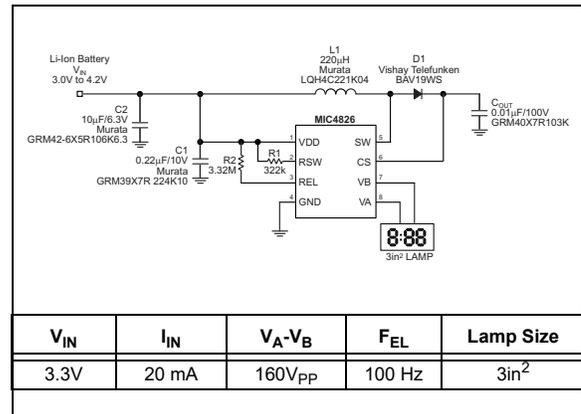 L1
220µH
Murata
LQH4C221K04
D1
Vishay Telefunken
BAV19WS
Li-Ion Battery
VIN
3.0V to 4.2V
C2
10µF/6.3V
Murata
GRM42-6X5R106K6.3
C1
0.22µF/10V
Murata
GRM39X7R 224K10
R2
3.32M
R1
322k
MIC4826
1 VDD
2 RSW
3 REL
4 GND
SW 5
CS 6
VB 7
VA 8
COUT
0.01µF/100V
GRM40X7R103K
8:88
3in² LAMP
VIN IIN VA-VB FEL Lamp Size
3.3V 20 mA 160VPP 100 Hz 3in²